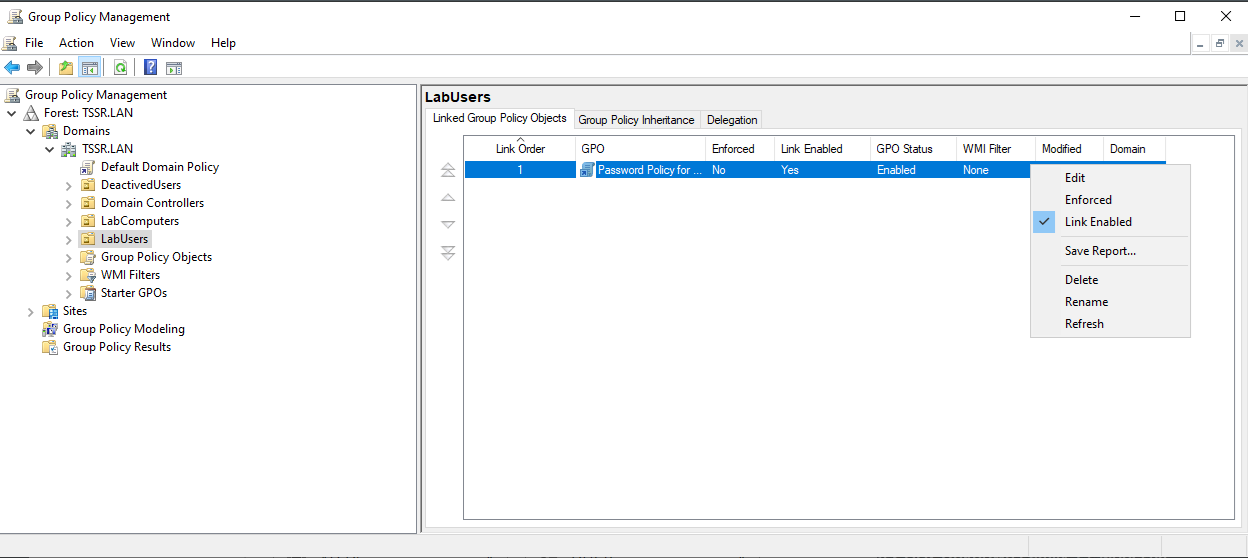 Group Policy Management
File Action View Window Help
Group Policy Management
Forest: TSSR.LAN
Domains
TSSR.LAN
Default Domain Policy
DeactivedUsers
Domain Controllers
LabComputers
LabUsers
Group Policy Objects
WMI Filters
Starter GPOs
Sites
Group Policy Modeling
Group Policy Results
LabUsers
Linked Group Policy Objects Group Policy Inheritance Delegation
Link Order GPO Enforced Link Enabled GPO Status WMI Filter Modified Domain
1 Password Policy for ... No Yes Enabled None
Edit
Enforced
Link Enabled
Save Report...
Delete
Rename
Refresh